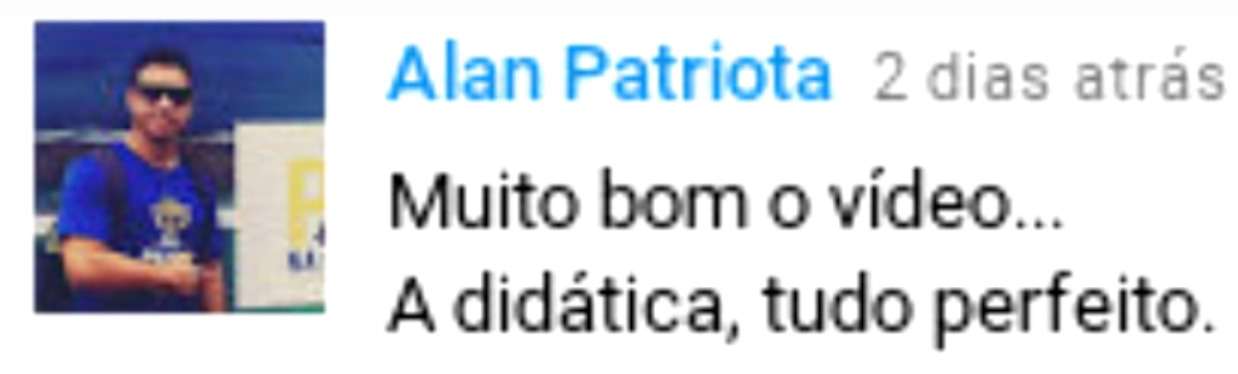 Alan Patriota 2 dias atrás
Muito bom o vídeo...
A didática, tudo perfeito.